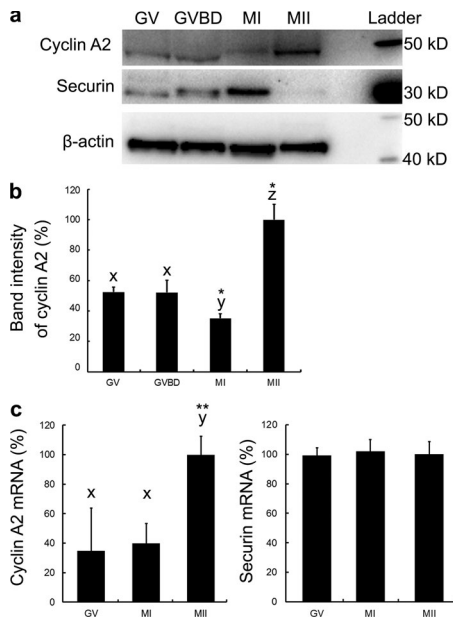 a
GV GVBD MI MII Ladder
Cyclin A2
50 kD
Securin
30 kD
50 kD
β-actin
40 kD
b
Band intensity
of cyclin A2 (%)
120
100
80
60
40
20
0
x x * y * z
GV GVBD MI MII
c
Cyclin A2 mRNA (%)
120
100
80
60
40
20
0
x x ** y
GV MI MII
Securin mRNA (%)
120
100
80
60
40
20
0
GV MI MII